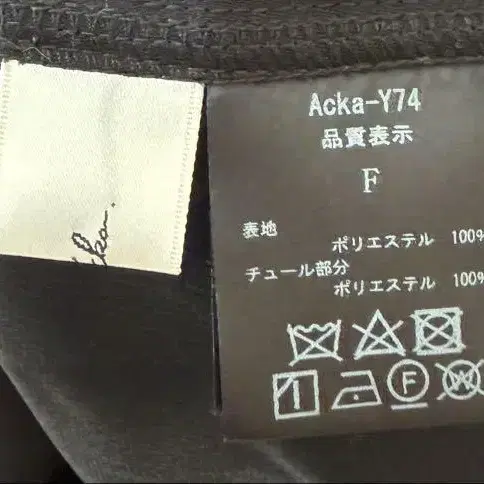 Acka-Y74
品質表示
F
表地
ポリエステル 100%
チュール部分
ポリエステル 100%
F
W